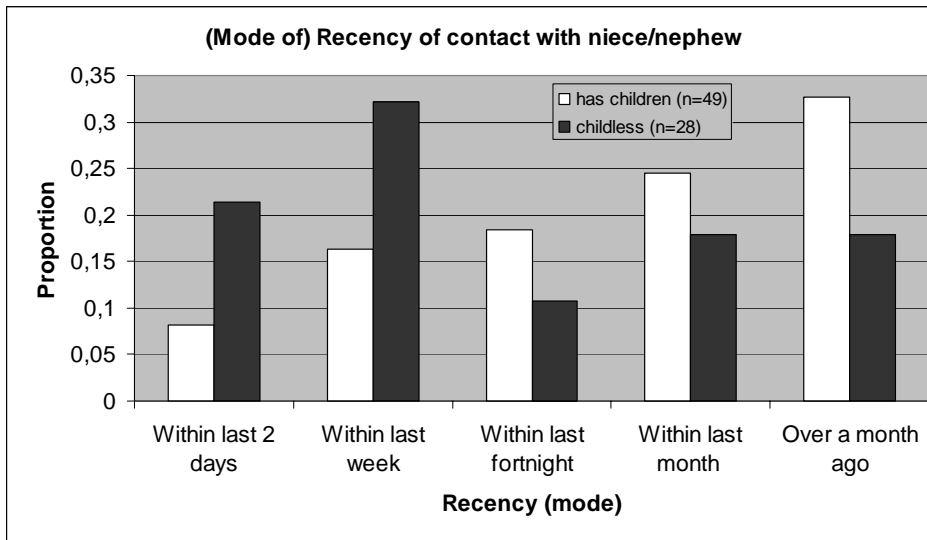 (Mode of) Recency of contact with niece/nephew
0,35
0,3
0,25
0,2
0,15
0,1
0,05
0
Proportion
has children (n=49)
childless (n=28)
Within last 2
days
Within last
week
Within last
fortnight
Within last
month
Over a month
ago
Recency (mode)